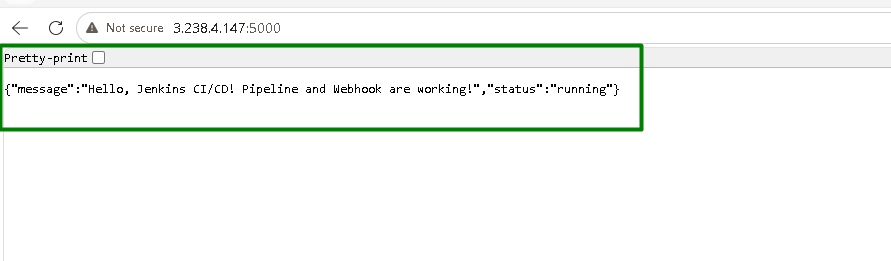 Not secure 3.238.4.147:5000
Pretty-print
{"message":"Hello, Jenkins CI/CD! Pipeline and Webhook are working!","status":"running"}